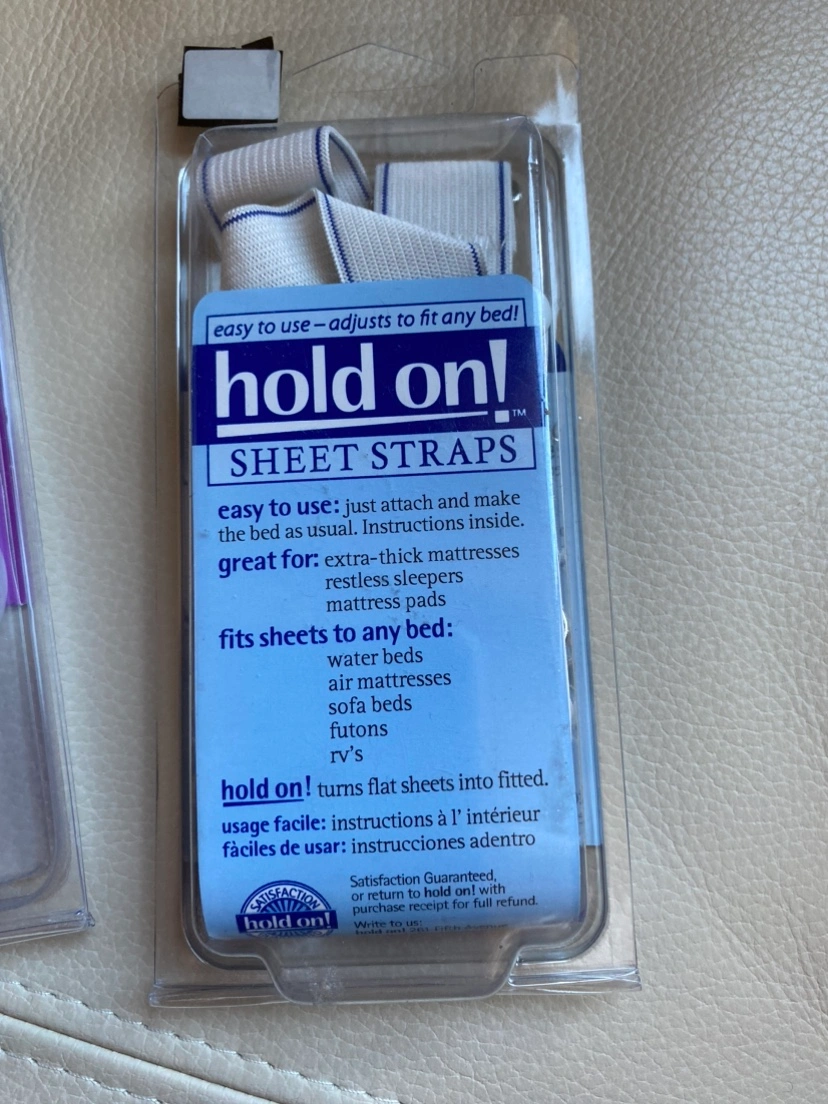 easy to use – adjusts to fit any bed!
hold on!™
SHEET STRAPS
easy to use: just attach and make
the bed as usual. Instructions inside.
great for: extra-thick mattresses
restless sleepers
mattress pads
fits sheets to any bed:
water beds
air mattresses
sofa beds
futons
rv's
hold on! turns flat sheets into fitted.
usage facile: instructions à l' intérieur
fàciles de usar: instrucciones adentro
Satisfaction Guaranteed,
or return to hold on! with
purchase receipt for full refund.
Write to us:
SATISFACTION
hold on!